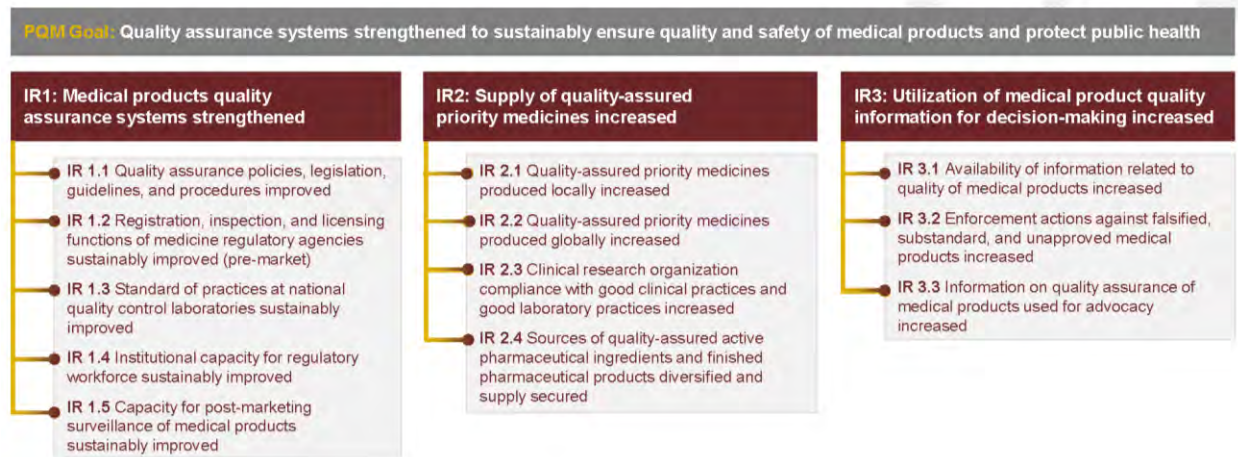 PQM Goal: Quality assurance systems strengthened to sustainably ensure quality and safety of medical products and protect public health
IR1: Medical products quality
assurance systems strengthened
IR 1.1 Quality assurance policies, legislation,
guidelines, and procedures improved
IR 1.2 Registration, inspection, and licensing
functions of medicine regulatory agencies
sustainably improved (pre-market)
IR 1.3 Standard of practices at national
quality control laboratories sustainably
improved
IR 1.4 Institutional capacity for regulatory
workforce sustainably improved
IR 1.5 Capacity for post-marketing
surveillance of medical products
sustainably improved
IR2: Supply of quality-assured
priority medicines increased
IR 2.1 Quality-assured priority medicines
produced locally increased
IR 2.2 Quality-assured priority medicines
produced globally increased
IR 2.3 Clinical research organization
compliance with good clinical practices and
good laboratory practices increased
IR 2.4 Sources of quality-assured active
pharmaceutical ingredients and finished
pharmaceutical products diversified and
supply secured
IR3: Utilization of medical product quality
information for decision-making increased
IR 3.1 Availability of information related to
quality of medical products increased
IR 3.2 Enforcement actions against falsified,
substandard, and unapproved medical
products increased
IR 3.3 Information on quality assurance of
medical products used for advocacy
increased